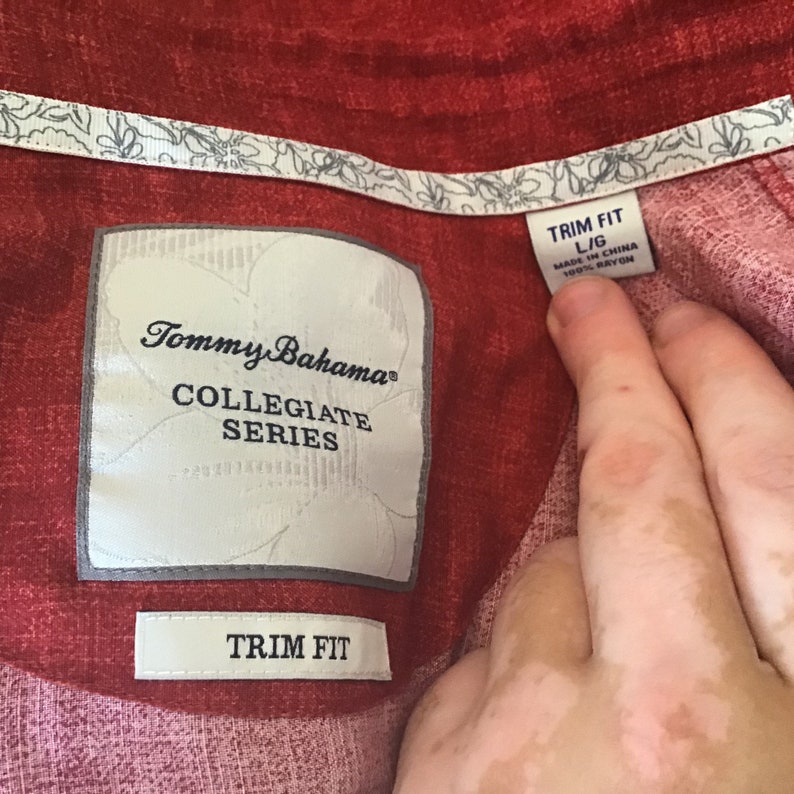 TRIM FIT
L/G
MADE IN CHINA
100% RAYON
Tommy Bahama®
COLLEGIATE
SERIES
TRIM FIT